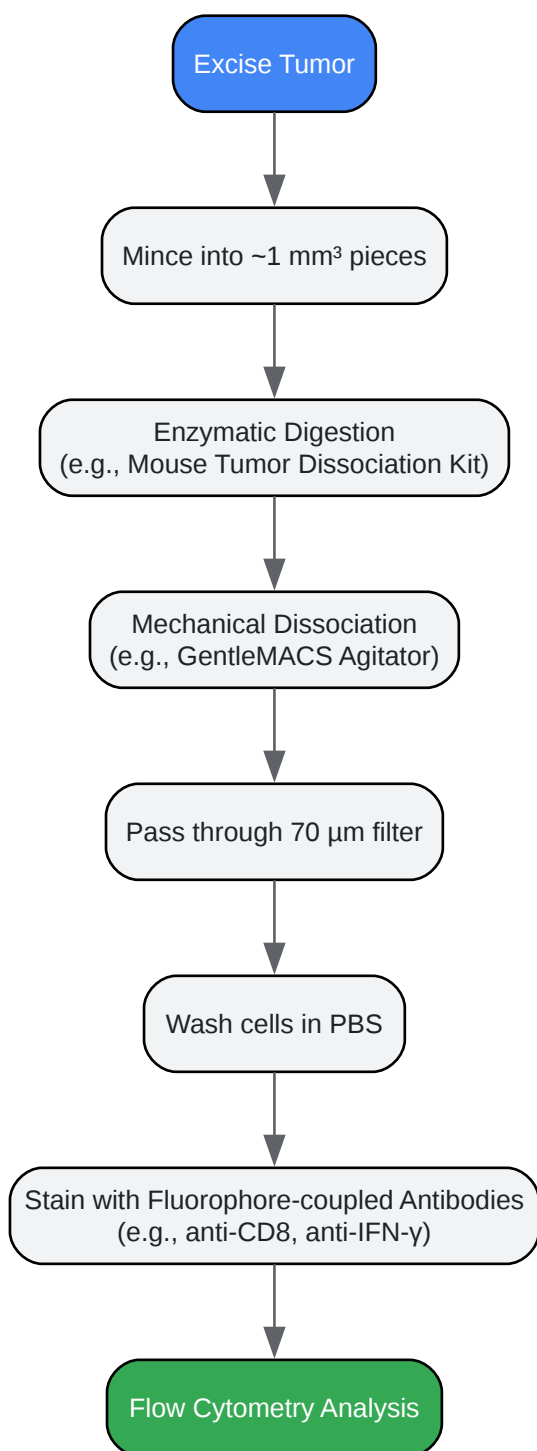 Excise Tumor
Mince into ~1 mm³ pieces
Enzymatic Digestion
(e.g., Mouse Tumor Dissociation Kit)
Mechanical Dissociation
(e.g., GentleMACS Agitator)
Pass through 70 µm filter
Wash cells in PBS
Stain with Fluorophore-coupled Antibodies
(e.g., anti-CD8, anti-IFN-γ)
Flow Cytometry Analysis